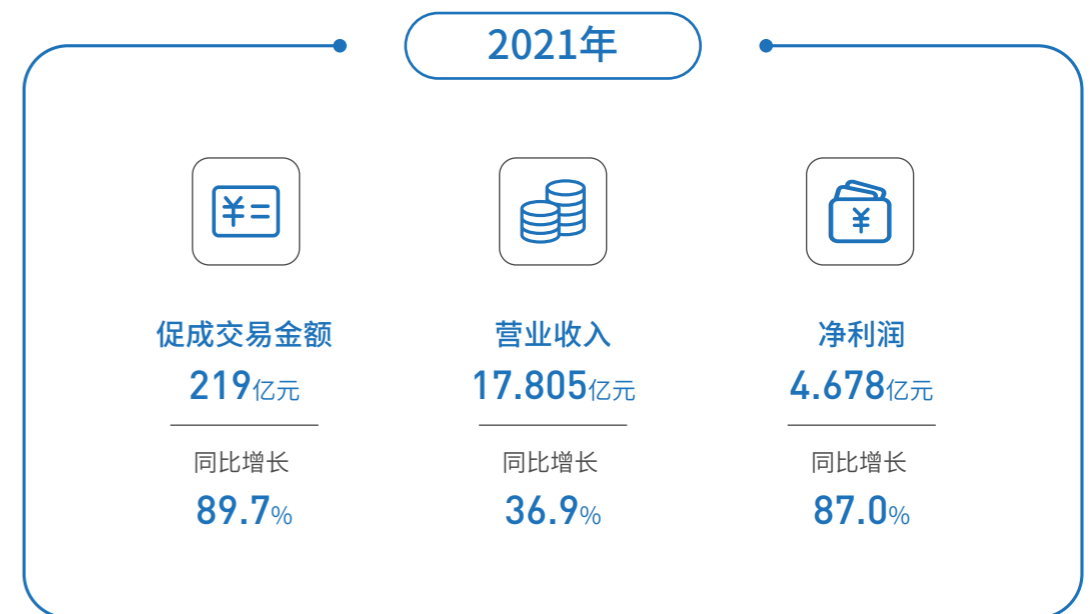 2021年
促成交易金额
219亿元
同比增长
89.7%
营业收入
17.805亿元
同比增长
36.9%
净利润
4.678亿元
同比增长
87.0%